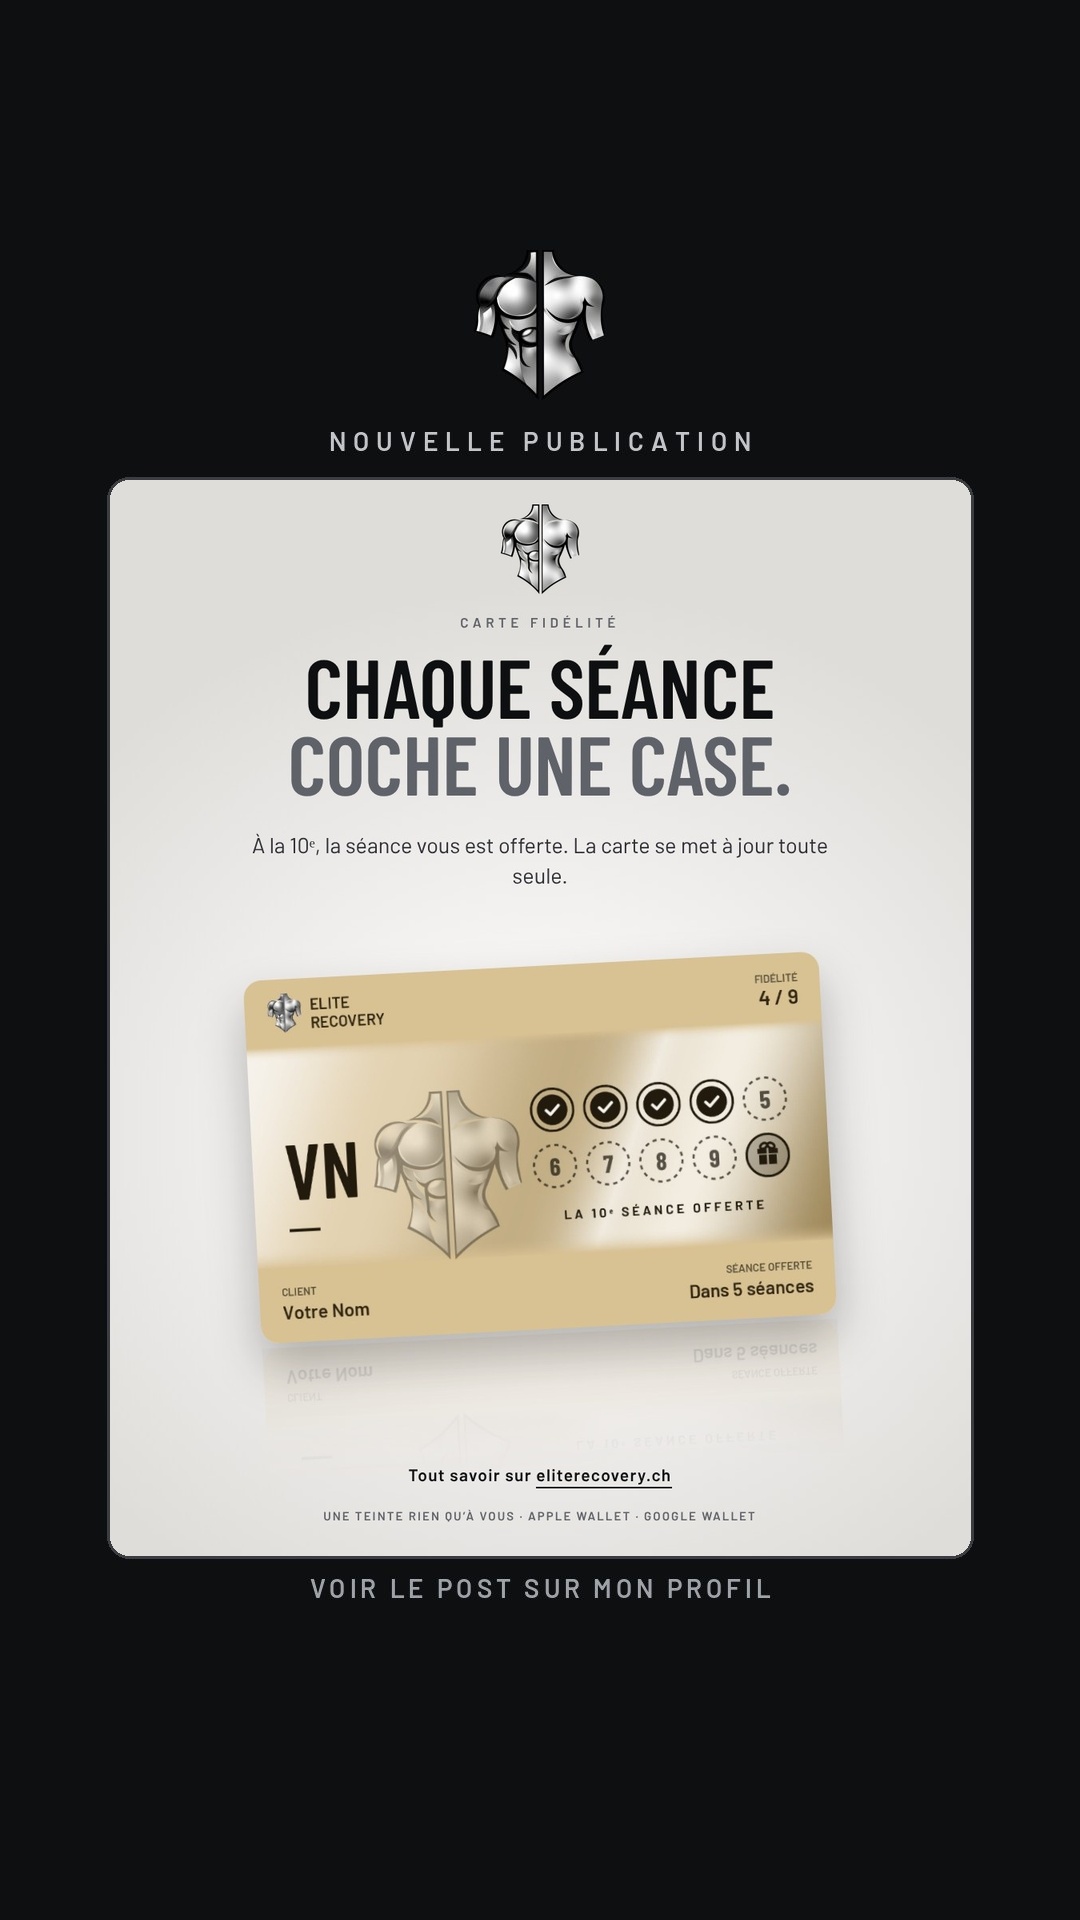 NOUVELLE PUBLICATION
CARTE FIDÉLITÉ
CHAQUE SÉANCE
COCHE UNE CASE.
À la 10ᵉ, la séance vous est offerte. La carte se met à jour toute
seule.
ELITE
RECOVERY
FIDÉLITÉ
4 / 9
VN
5
6 7 8 9
LA 10ᵉ SÉANCE OFFERTE
CLIENT
Votre Nom
SÉANCE OFFERTE
Dans 5 séances
Tout savoir sur eliterecovery.ch
UNE TEINTE RIEN QU'À VOUS · APPLE WALLET · GOOGLE WALLET
VOIR LE POST SUR MON PROFIL